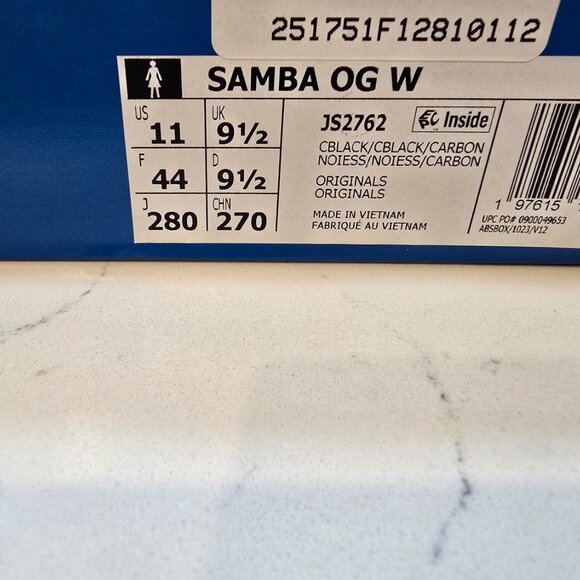 251751F12810112
SAMBA OG W
US 11 UK 9½
F 44 D 9½
J 280 CHN 270
JS2762 Inside
CBLACK/CBLACK/CARBON
NOIESS/NOIESS/CARBON
ORIGINALS
ORIGINALS
MADE IN VIETNAM
FABRIQUÉ AU VIETNAM
1 97615
UPC PO# 0900049653
ABSBOX/1023/V12